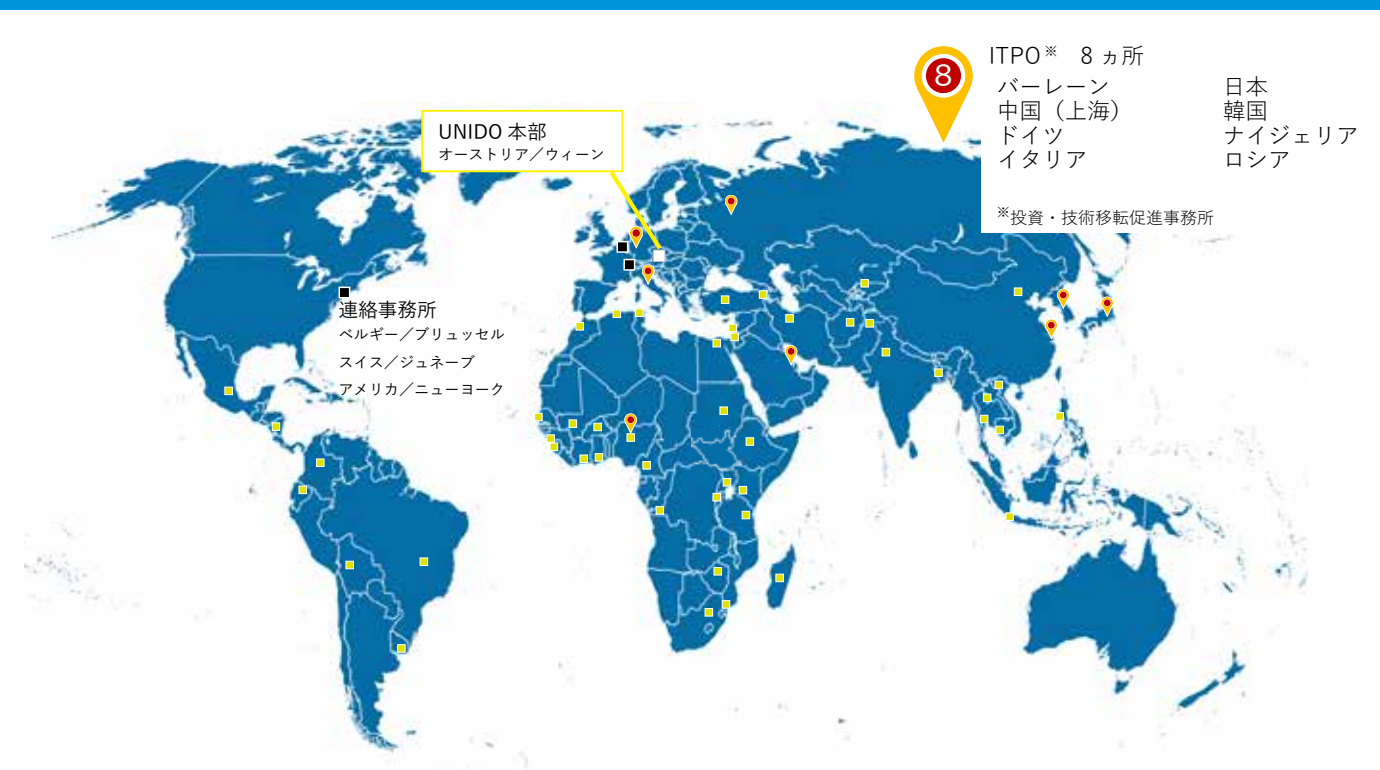 8
ITPO※ 8 ヵ所
バーレーン 日本
中国（上海） 韓国
ドイツ ナイジェリア
イタリア ロシア
※投資・技術移転促進事務所
UNIDO 本部
オーストリア／ウィーン
連絡事務所
ベルギー／ブリュッセル
スイス／ジュネーブ
アメリカ／ニューヨーク